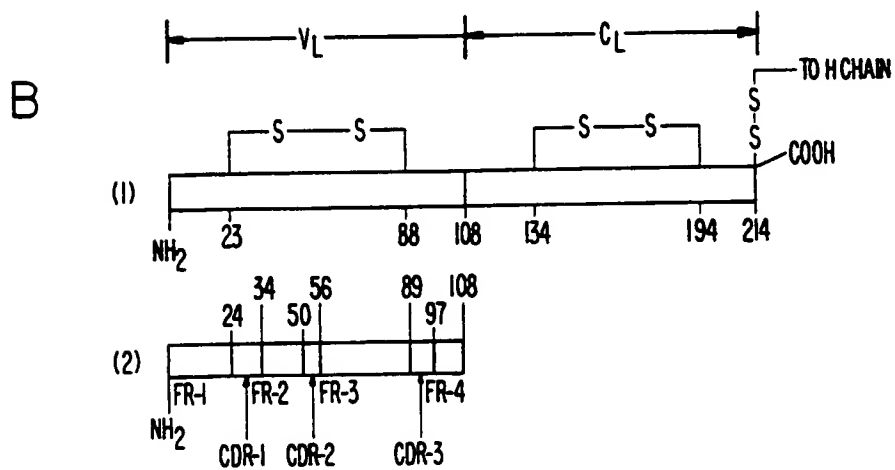 V_L C_L
TO H CHAIN
B
S S S S S S
COOH
(1)
NH2 23 88 108 134 194 214
34 56 89 108
24 50 97
(2)
FR-1 FR-2 FR-3 FR-4
NH2
CDR-1 CDR-2 CDR-3